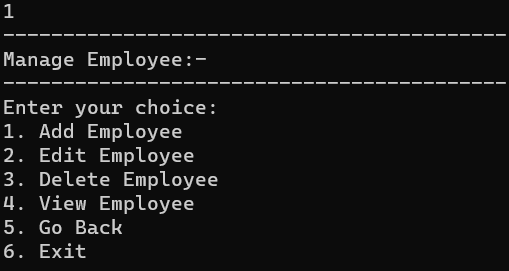 1
------------------------------------------
Manage Employee:-
------------------------------------------
Enter your choice:
1. Add Employee
2. Edit Employee
3. Delete Employee
4. View Employee
5. Go Back
6. Exit